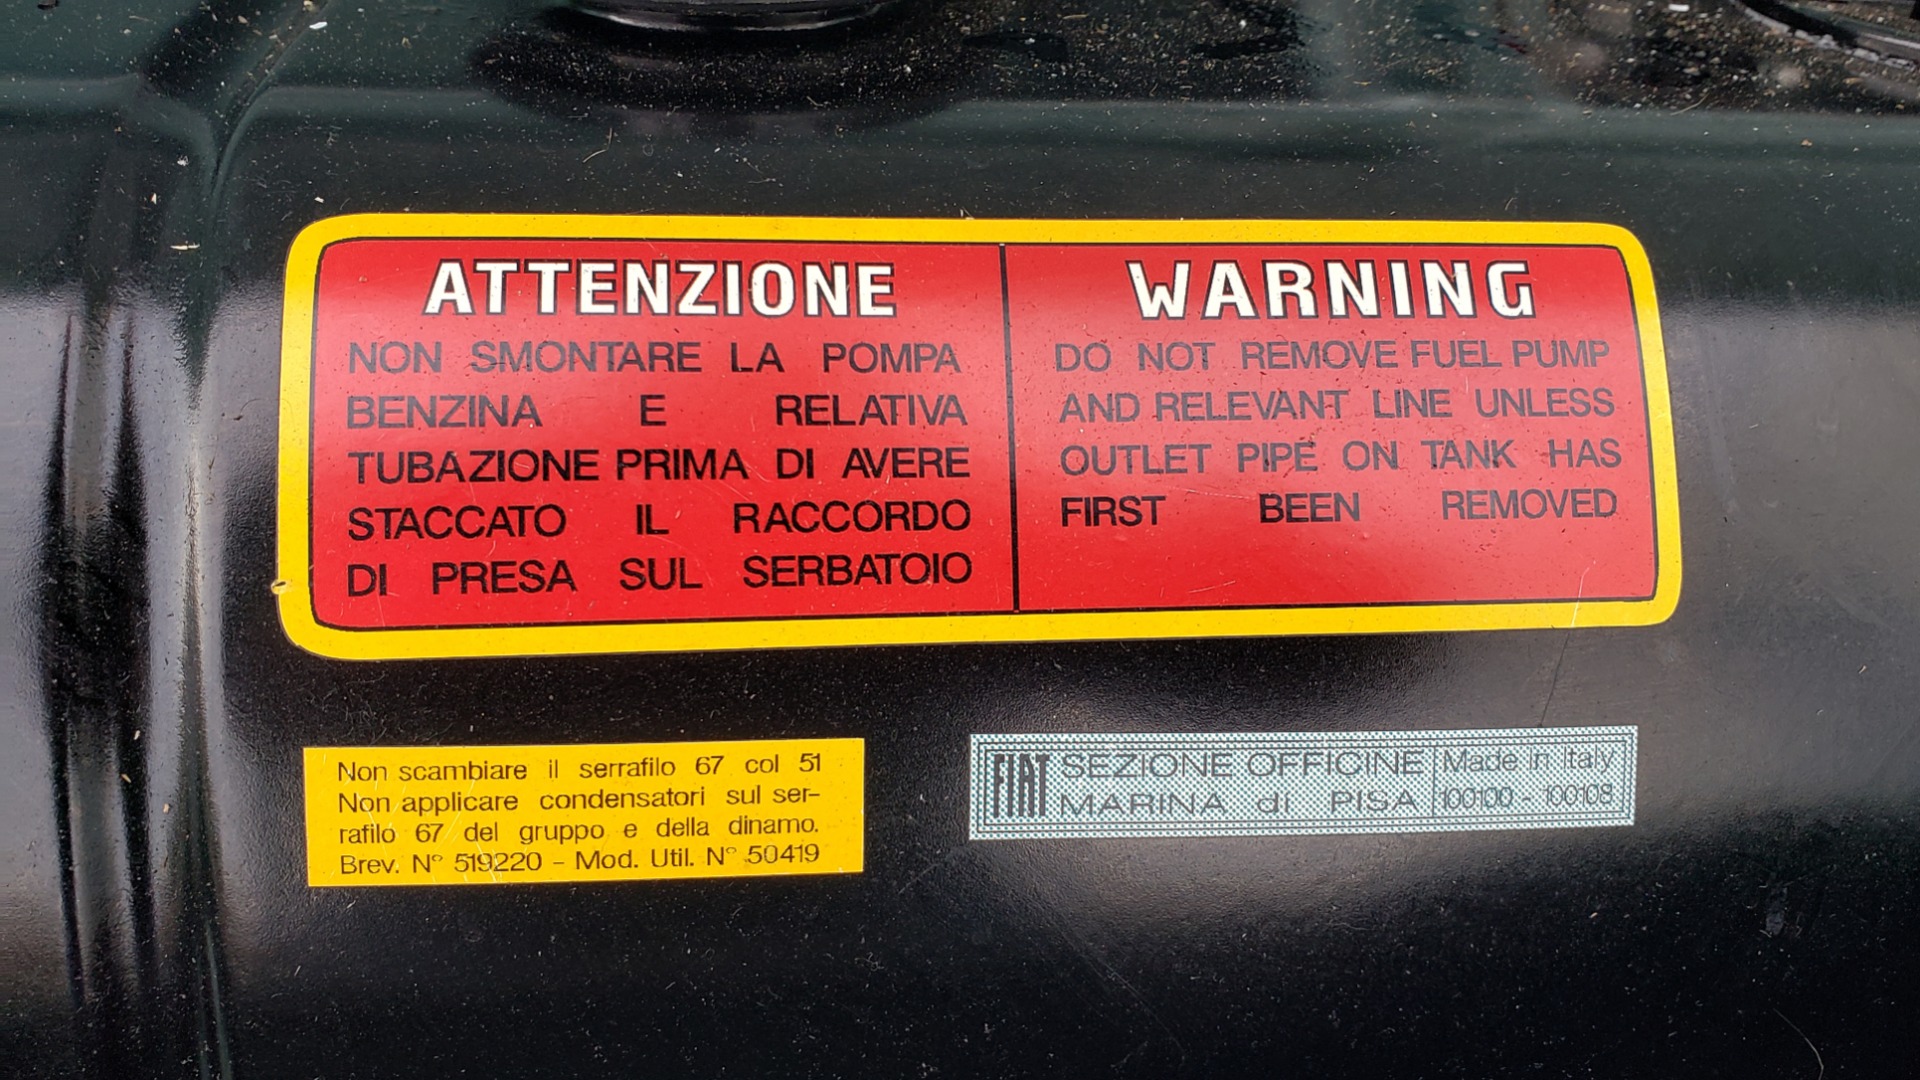 ATTENZIONE
NON SMONTARE LA POMPA
BENZINA E RELATIVA
TUBAZIONE PRIMA DI AVERE
STACCATO IL RACCORDO
DI PRESA SUL SERBATOIO
WARNING
DO NOT REMOVE FUEL PUMP
AND RELEVANT LINE UNLESS
OUTLET PIPE ON TANK HAS
FIRST BEEN REMOVED
Non scambiare il serrafilo 67 col 51
Non applicare condensatori sul ser-
rafilo 67 del gruppo e della dinamo.
Brev. N° 519220 - Mod. Util. N° 50419
FIAT
SEZIONE OFFICINE
MARINA di PISA
Made in Italy
100100 - 100108